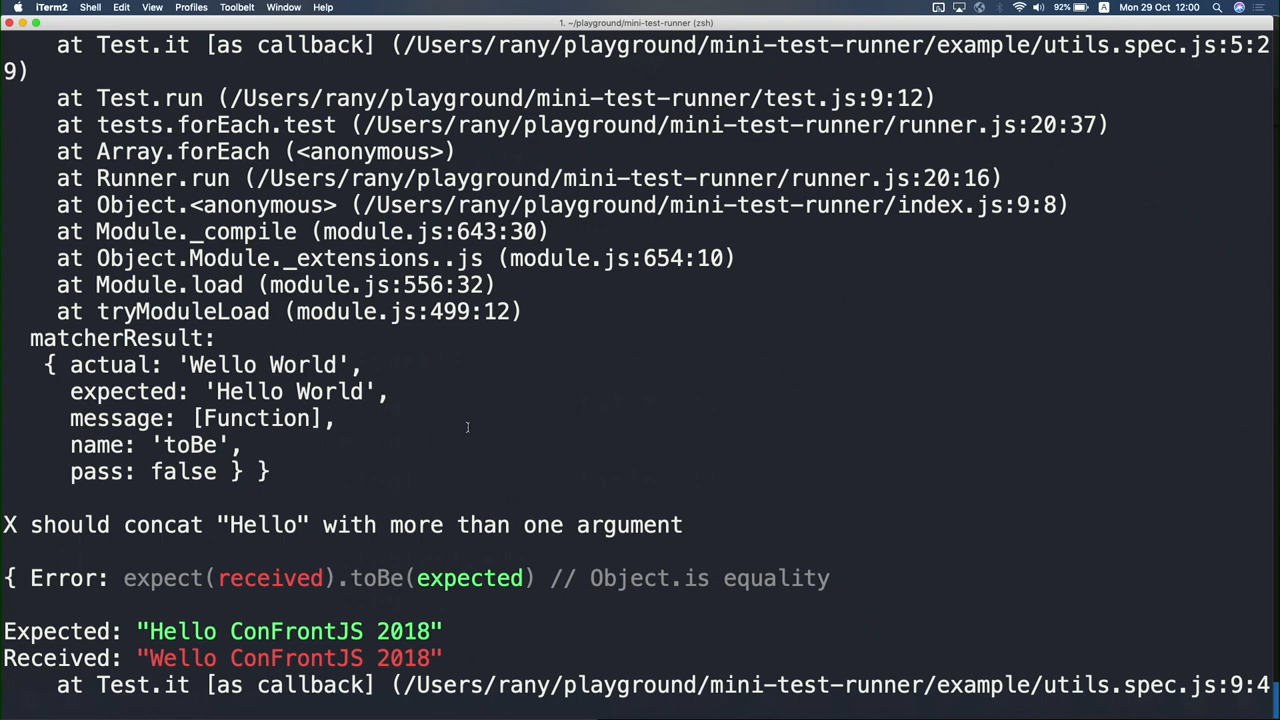 iTerm2 Shell Edit View Profiles Toolbelt Window Help 92% A Mon 29 Oct 12:00
1. ~/playground/mini-test-runner (zsh)
at Test.it [as callback] (/Users/rany/playground/mini-test-runner/example/utils.spec.js:5:2
9)
at Test.run (/Users/rany/playground/mini-test-runner/test.js:9:12)
at tests.forEach.test (/Users/rany/playground/mini-test-runner/runner.js:20:37)
at Array.forEach (<anonymous>)
at Runner.run (/Users/rany/playground/mini-test-runner/runner.js:20:16)
at Object.<anonymous> (/Users/rany/playground/mini-test-runner/index.js:9:8)
at Module._compile (module.js:643:30)
at Object.Module._extensions..js (module.js:654:10)
at Module.load (module.js:556:32)
at tryModuleLoad (module.js:499:12)
matcherResult:
{ actual: 'Wello World',
expected: 'Hello World',
message: [Function],
name: 'toBe',
pass: false } }
X should concat "Hello" with more than one argument
{ Error: expect(received).toBe(expected) // Object.is equality
Expected: "Hello ConFrontJS 2018"
Received: "Wello ConFrontJS 2018"
at Test.it [as callback] (/Users/rany/playground/mini-test-runner/example/utils.spec.js:9:4